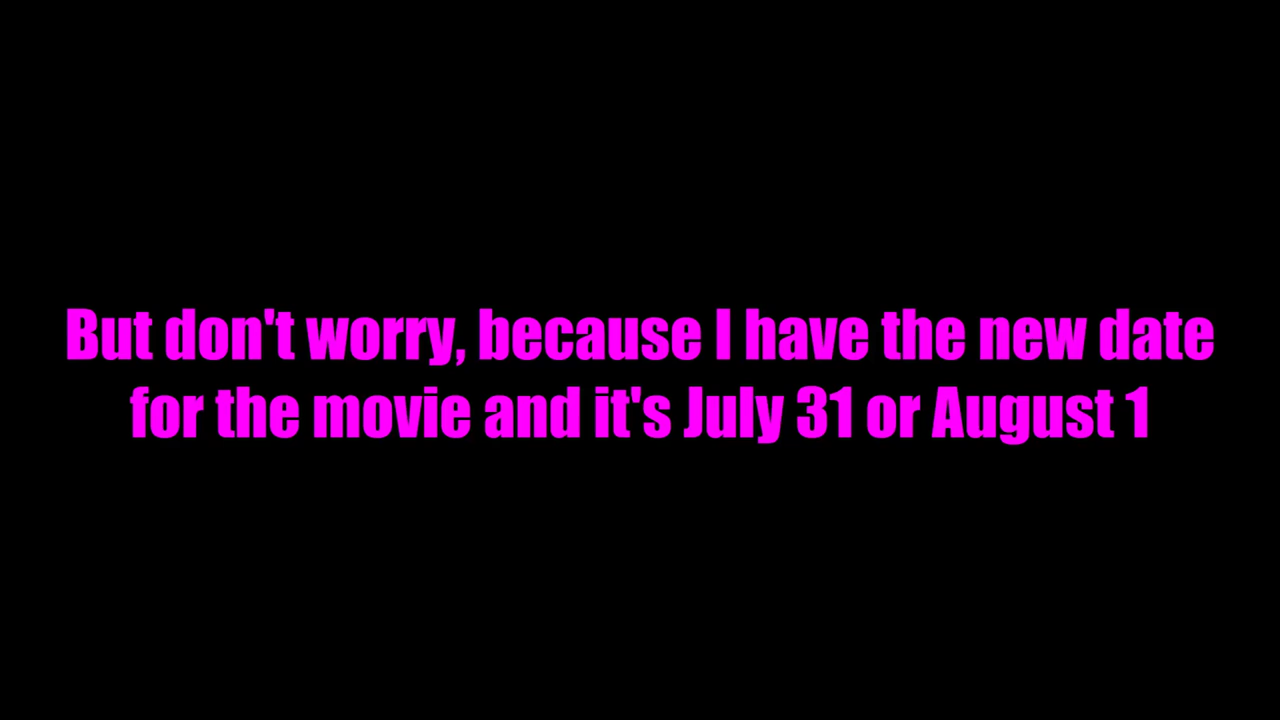 But don't worry, because I have the new date
for the movie and it's July 31 or August 1